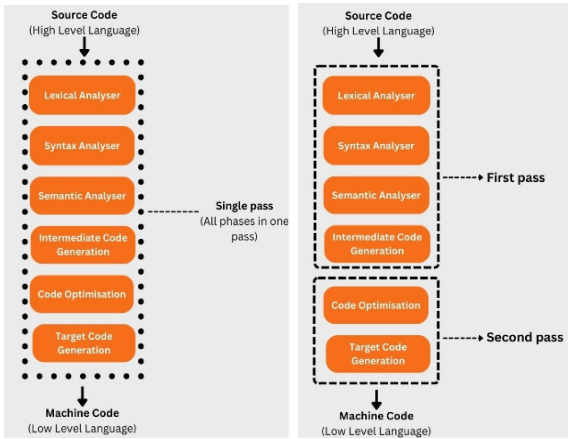 Source Code
(High Level Language)
Lexical Analyser
Syntax Analyser
Semantic Analyser
Intermediate Code
Generation
Code Optimisation
Target Code
Generation
Single pass
(All phases in one
pass)
Machine Code
(Low Level Language)
Source Code
(High Level Language)
Lexical Analyser
Syntax Analyser
Semantic Analyser
Intermediate Code
Generation
First pass
Code Optimisation
Target Code
Generation
Second pass
Machine Code
(Low Level Language)